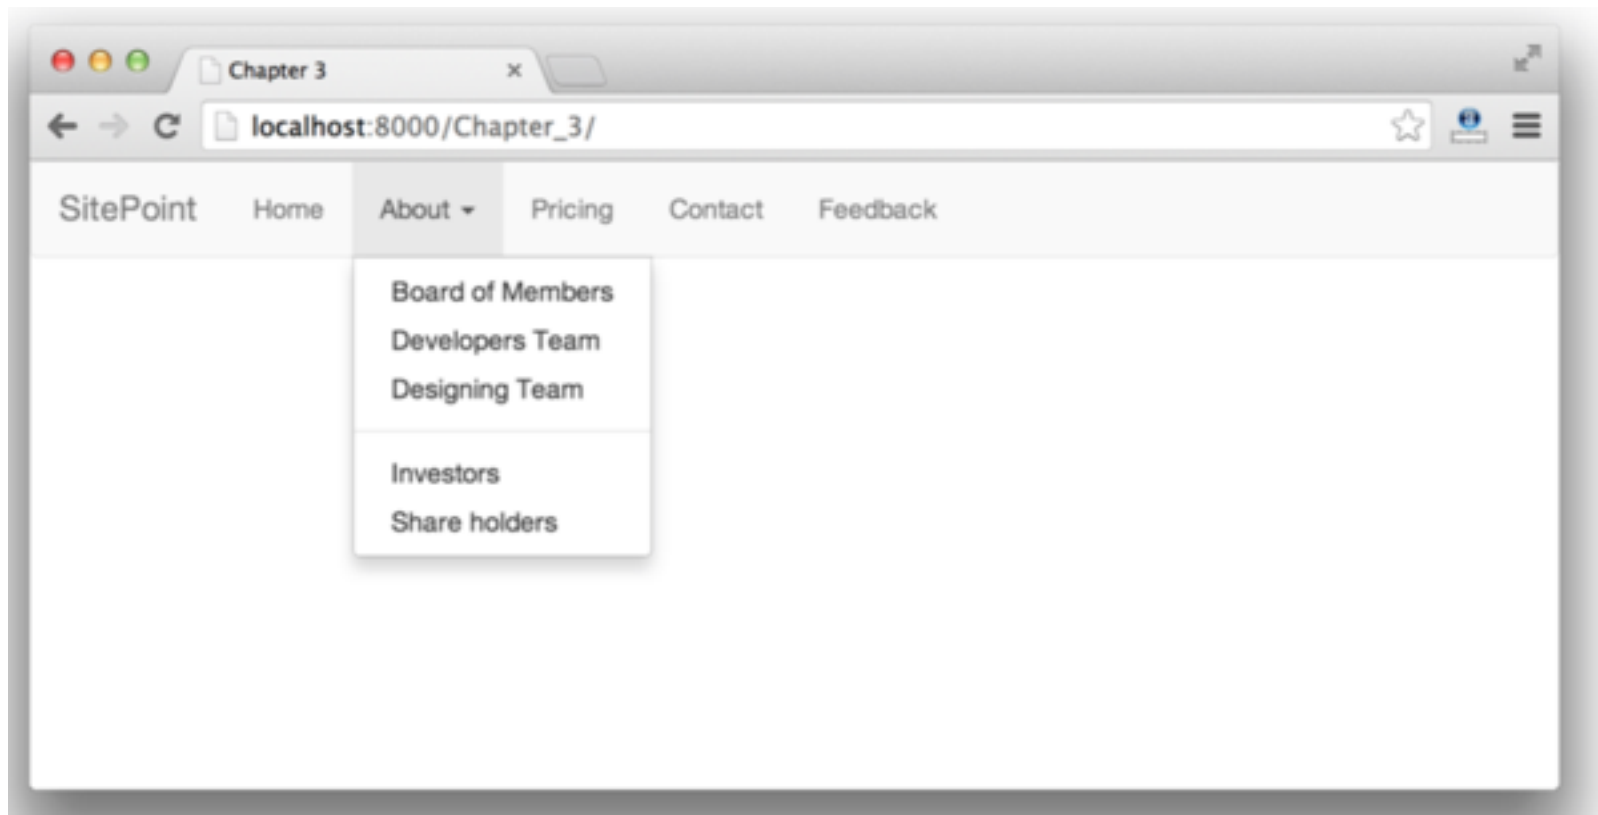 Chapter 3
localhost:8000/Chapter_3/
SitePoint Home About Pricing Contact Feedback
Board of Members
Developers Team
Designing Team
Investors
Share holders